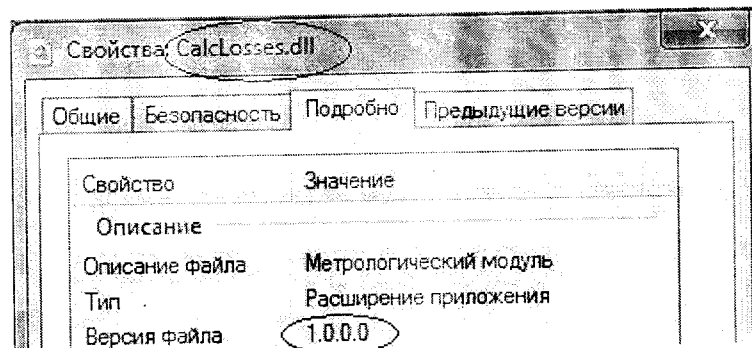 Свойства: CalcLosses.dll
Общие Безопасность Подробно Предыдущие версии
Свойство Значение
Описание
Описание файла Метрологический модуль
Тип Расширение приложения
Версия файла 1.0.0.0